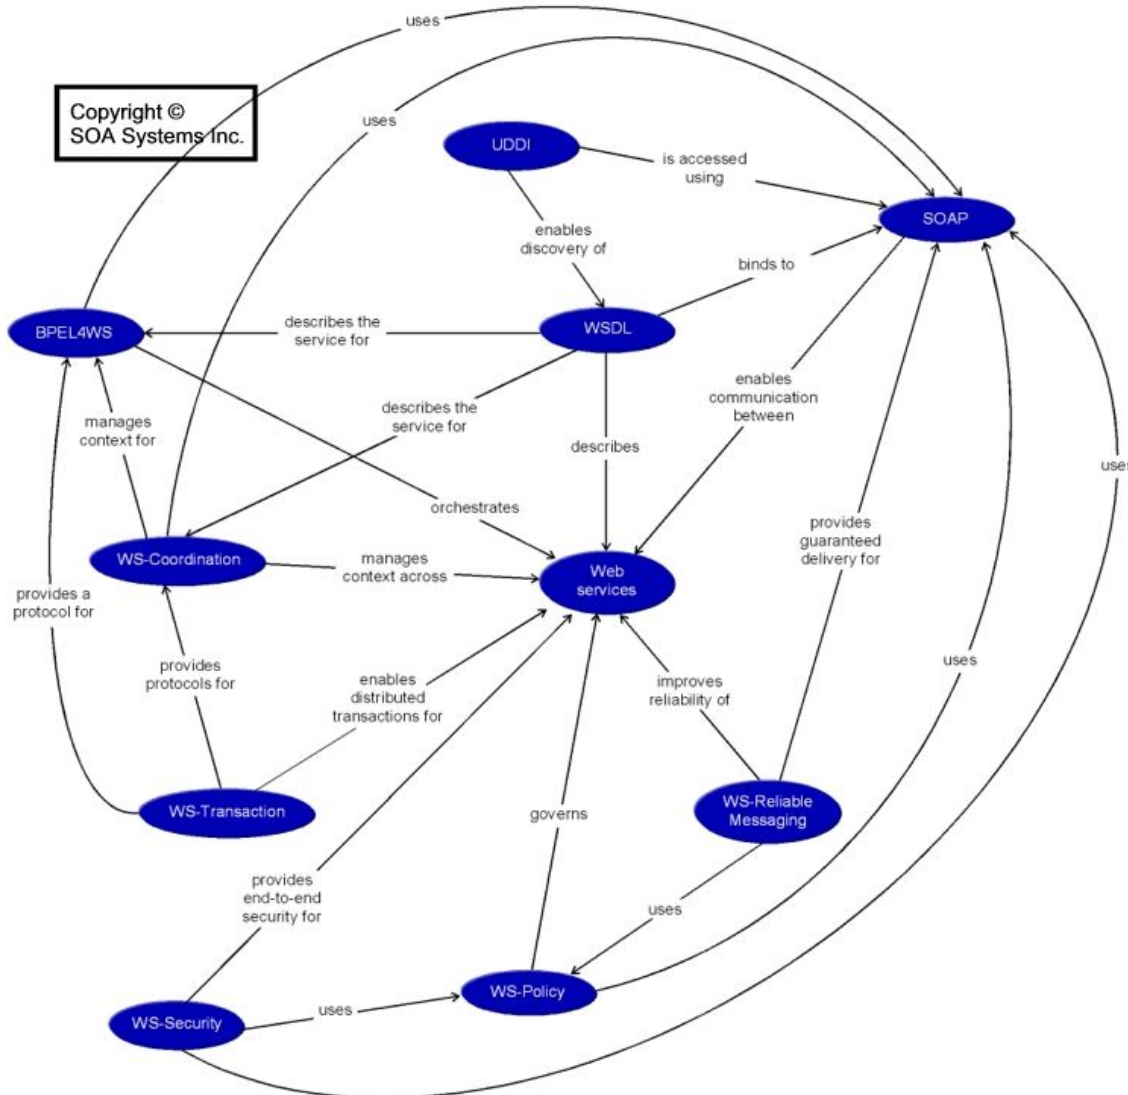 uses
Copyright ©
SOA Systems Inc.
uses
UDDI
is accessed
using
SOAP
enables
discovery of
binds to
BPEL4WS
describes the
service for
WSDL
enables
communication
between
manages
context for
describes the
service for
describes
uses
orchestrates
provides
guaranteed
delivery for
WS-Coordination
manages
context across
Web
services
provides a
protocol for
provides
protocols for
enables
distributed
transactions for
improves
reliability of
uses
WS-Transaction
governs
WS-Reliable
Messaging
provides
end-to-end
security for
uses
WS-Policy
uses
WS-Security